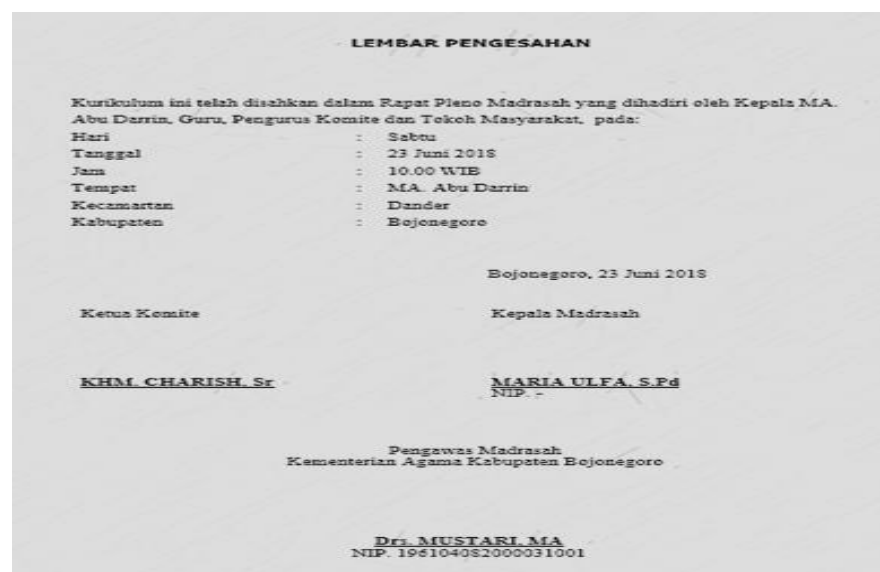 LEMBAR PENGESAHAN
Kurikulum ini telah disahkan dalam Rapat Pleno Madrasah yang dihadiri oleh Kepala MA.
Abu Darrin, Guru, Pengurus Komite dan Tokoh Masyarakat, pada:
Hari : Sabtu
Tanggal : 23 Juni 2018
Jam : 10.00 WIB
Tempat : MA. Abu Darrin
Kecamartan : Dander
Kabupaten : Bojonegoro
Bojonegoro, 23 Juni 2018
Ketua Komite Kepala Madrasah
KHM. CHARISH, Sr MARIA ULFA, S.Pd
NIP. -
Pengawas Madrasah
Kementerian Agama Kabupaten Bojonegoro
Drs. MUSTARI, MA
NIP. 196104082000031001